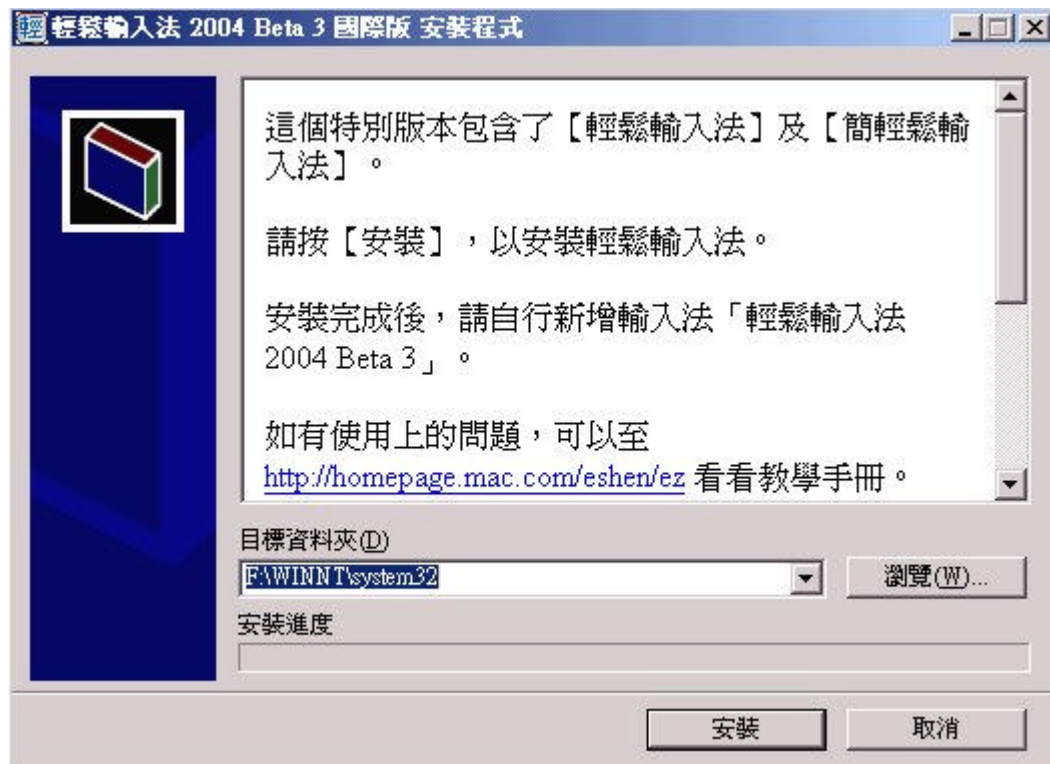 輕 輕鬆輸入法 2004 Beta 3 國際版 安裝程式
這個特別版本包含了【輕鬆輸入法】及【簡輕鬆輸
入法】。
請按【安裝】，以安裝輕鬆輸入法。
安裝完成後，請自行新增輸入法「輕鬆輸入法
2004 Beta 3」。
如有使用上的問題，可以至
http://homepage.mac.com/eshen/ez 看看教學手冊。
目標資料夾(D)
F:\WINNT\system32
瀏覽(W)...
安裝進度
安裝
取消